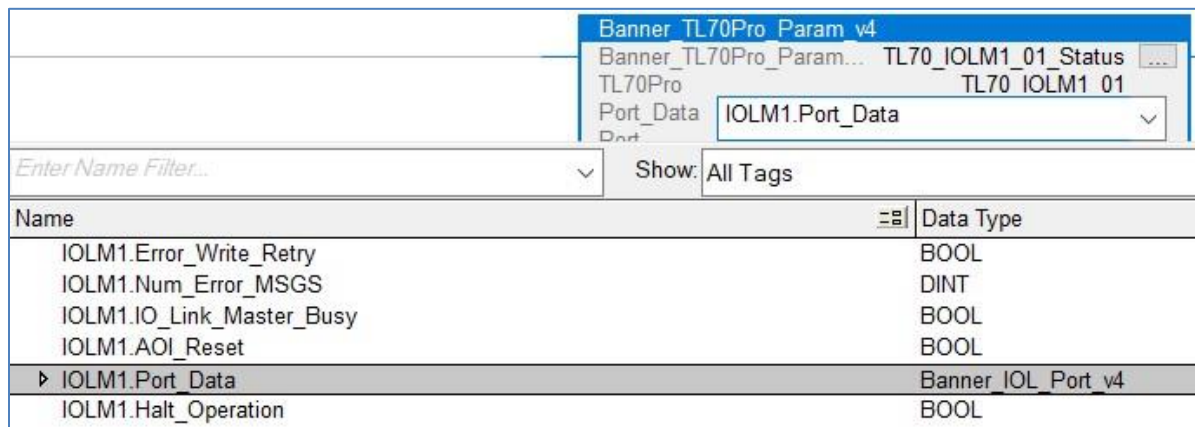 Banner_TL70Pro_Param_v4
Banner_TL70Pro_Param... TL70_IOLM1_01_Status ...
TL70Pro TL70_IOLM1_01
Port_Data IOLM1.Port_Data
Port
Enter Name Filter... Show: All Tags
Name Data Type
IOLM1.Error_Write_Retry BOOL
IOLM1.Num_Error_MSGS DINT
IOLM1.IO_Link_Master_Busy BOOL
IOLM1.AOI_Reset BOOL
IOLM1.Port_Data Banner_IOL_Port_v4
IOLM1.Halt_Operation BOOL